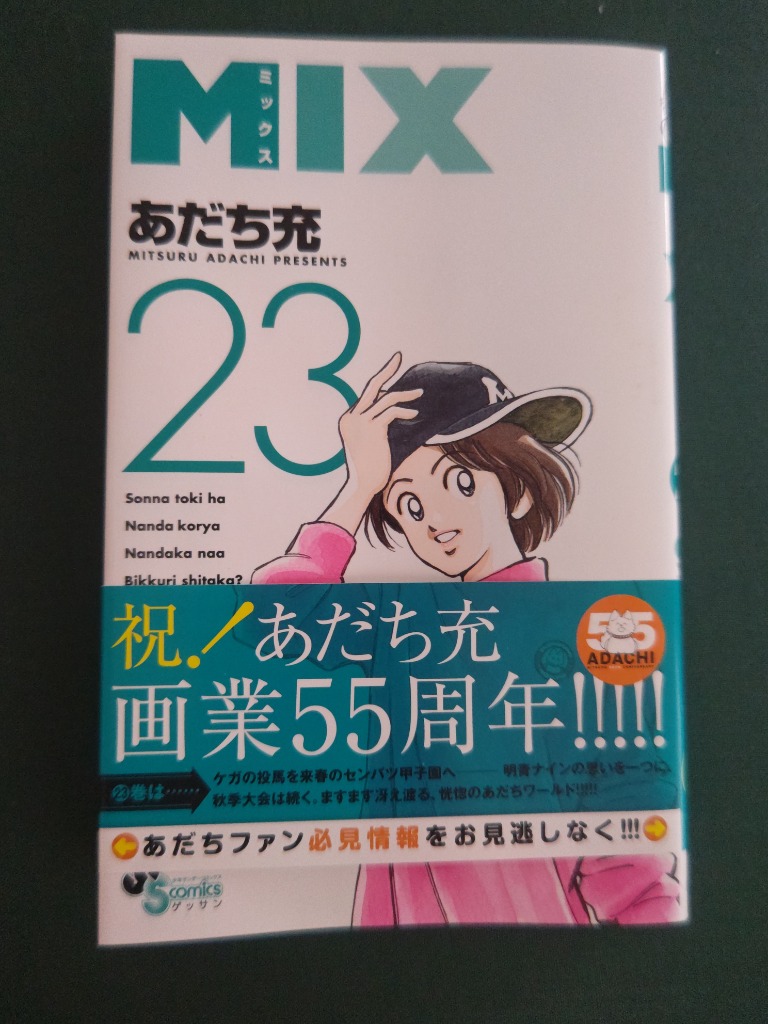 MIX
ミックス
あだち充
MITSURU ADACHI PRESENTS
23
Sonna toki ha
Nanda korya
Nandaka naa
Bikkuri shitaka?
祝!あだち充
画業55周年!!!!!
55
ADACHI
㉓巻は……
ケガの投馬を来春のセンバツ甲子園へ――明青ナインの思いを一つに、
秋季大会は続く。ますます冴え渡る、恍惚のあだちワールド!!!!!
あだちファン必見情報をお見逃しなく!!!
S comics
ゲッサン